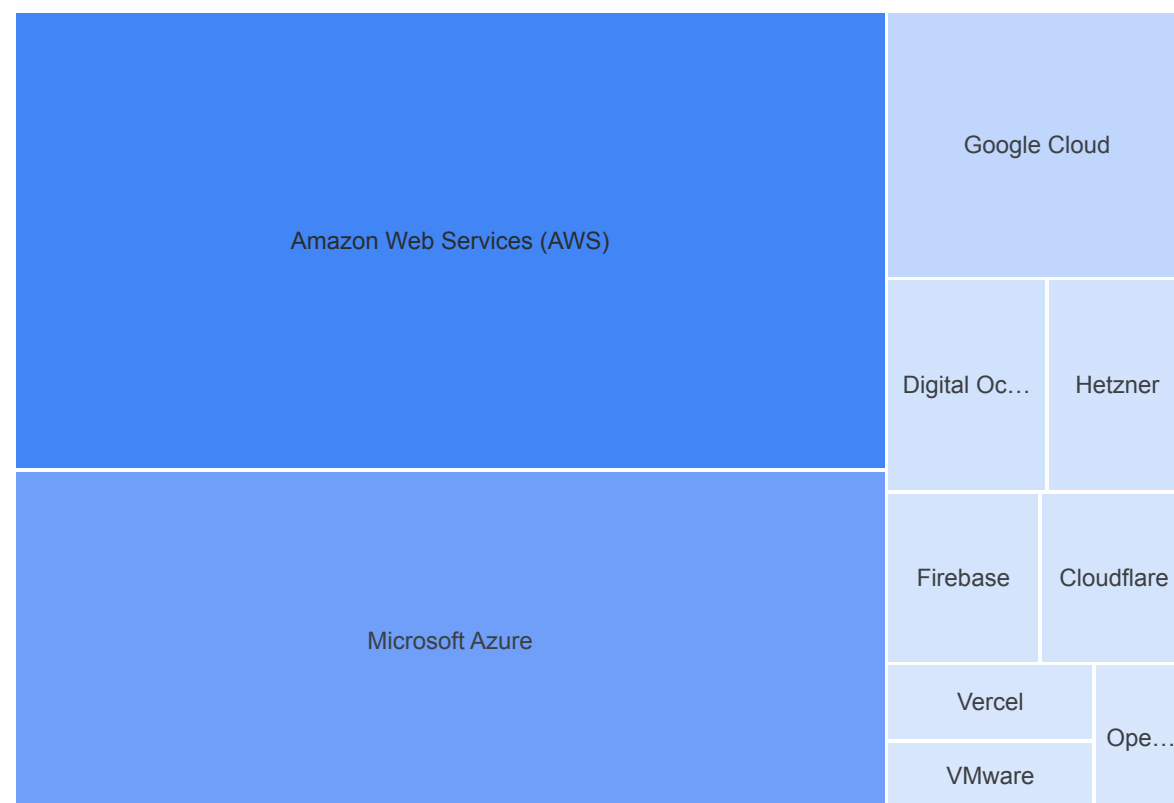 Google Cloud
Amazon Web Services (AWS)
Digital Oc…
Hetzner
Firebase
Cloudflare
Microsoft Azure
Vercel
Ope…
VMware